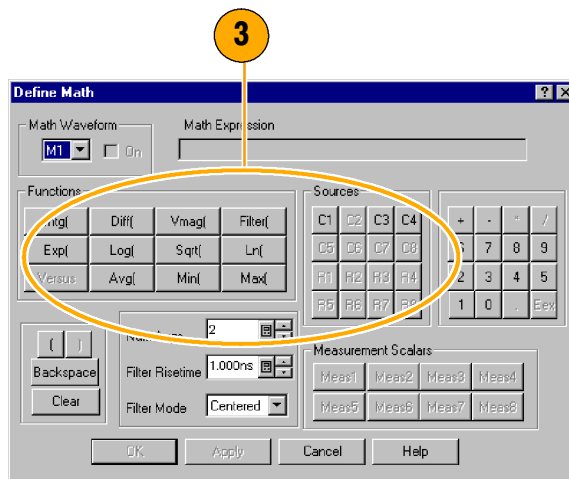 3
Define Math
Math Waveform
Math Expression
M1
On
Functions
Sources
Diff( Vmag( Filter(
Exp( Log( Sqrt( Ln(
Versus Avg( Min( Max(
C1 C2 C3 C4
C5 C6 C7 C8
R1 R2 R3 R4
R5 R6 R7 R8
+ - * /
6 7 8 9
2 3 4 5
1 0 . Eex
( )
Backspace
Clear
2
Filter Risetime 1.000ns
Filter Mode Centered
Measurement Scalars
Meas1 Meas2 Meas3 Meas4
Meas5 Meas6 Meas7 Meas8
OK Apply Cancel Help